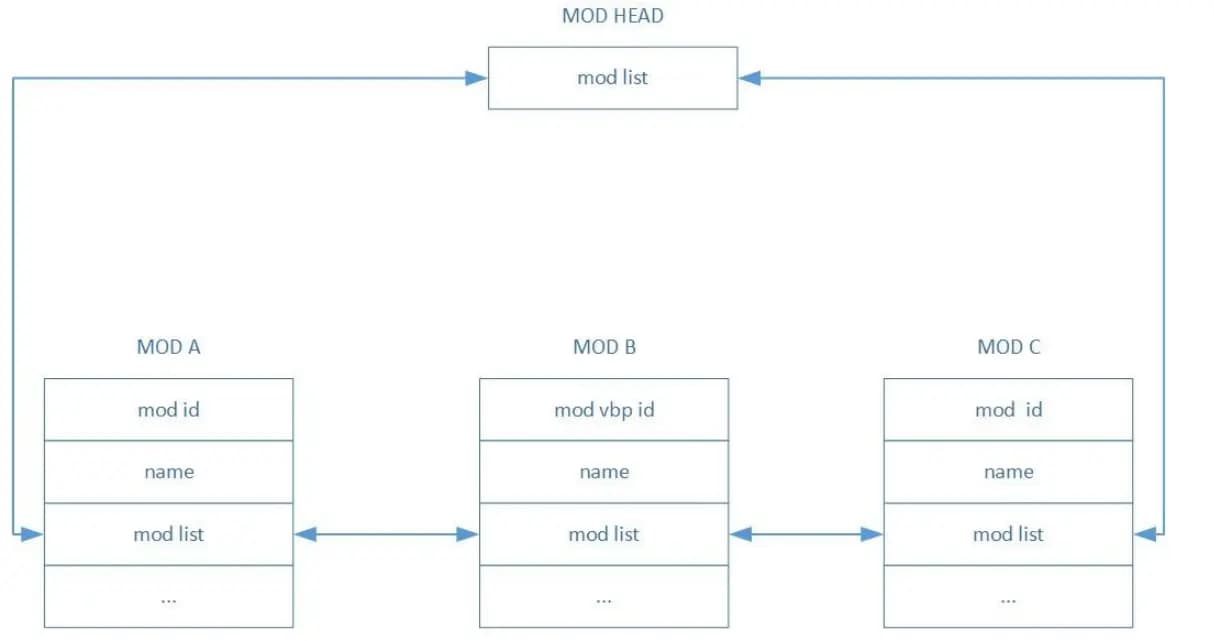 MOD HEAD
mod list
MOD A
MOD B
MOD C
mod id
mod vbp id
mod id
name
name
name
mod list
mod list
mod list
...
...
...